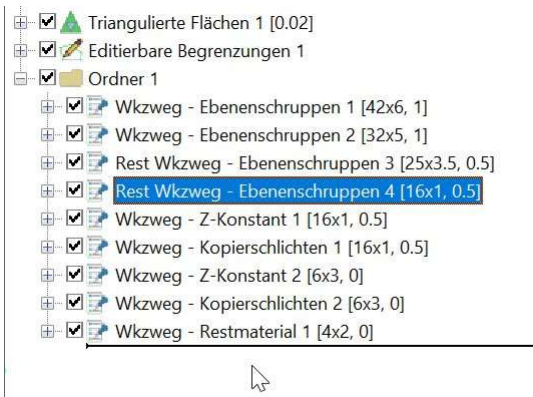 Triangulierte Flächen 1 [0.02]
Editierbare Begrenzungen 1
Ordner 1
Wkzweg - Ebenenschruppen 1 [42x6, 1]
Wkzweg - Ebenenschruppen 2 [32x5, 1]
Rest Wkzweg - Ebenenschruppen 3 [25x3.5, 0.5]
Rest Wkzweg - Ebenenschruppen 4 [16x1, 0.5]
Wkzweg - Z-Konstant 1 [16x1, 0.5]
Wkzweg - Kopierschlichten 1 [16x1, 0.5]
Wkzweg - Z-Konstant 2 [6x3, 0]
Wkzweg - Kopierschlichten 2 [6x3, 0]
Wkzweg - Restmaterial 1 [4x2, 0]